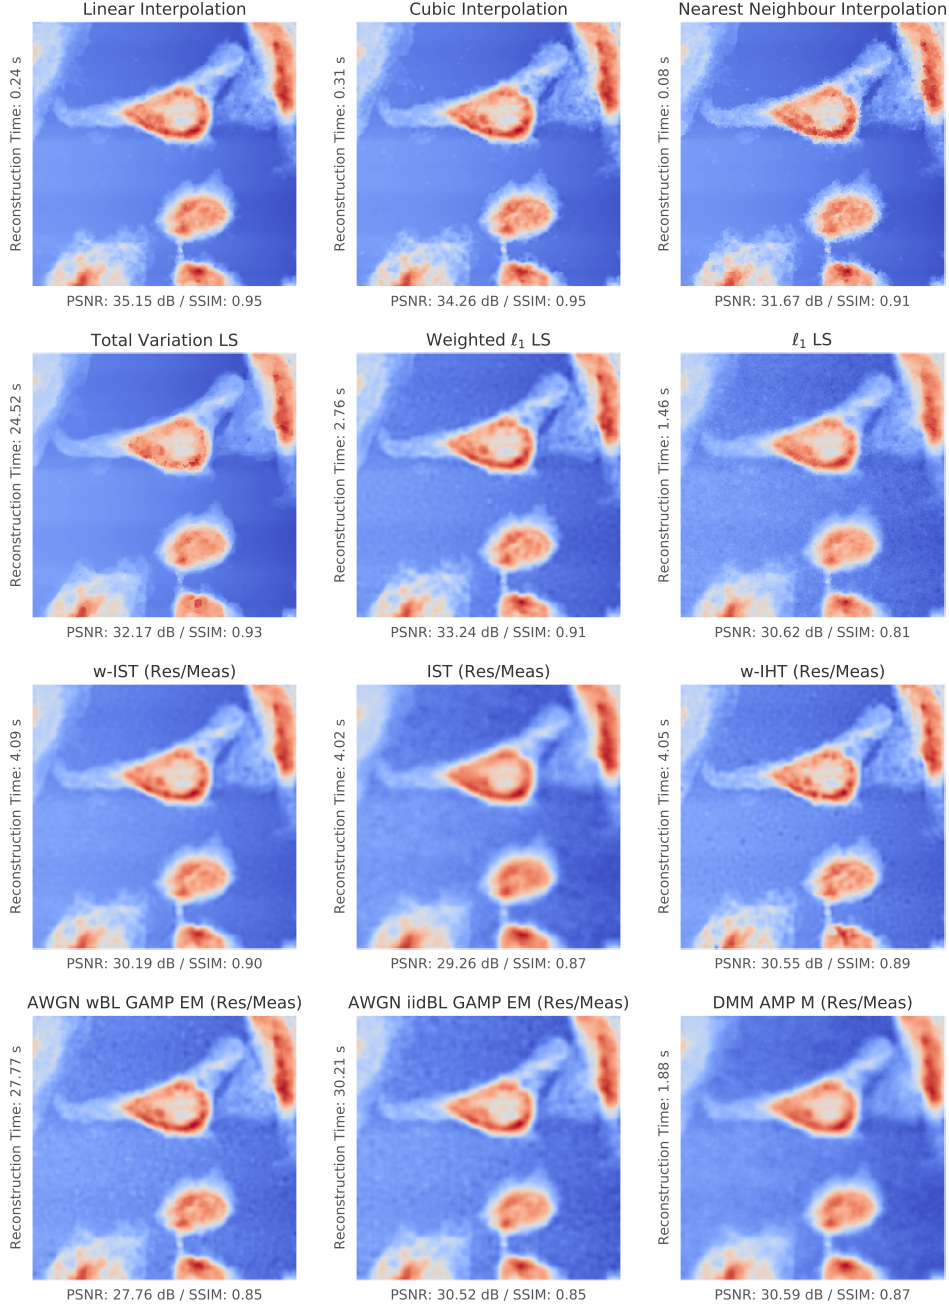 Linear Interpolation
Cubic Interpolation
Nearest Neighbour Interpolation
Reconstruction Time: 0.24 s
Reconstruction Time: 0.31 s
Reconstruction Time: 0.08 s
PSNR: 35.15 dB / SSIM: 0.95
PSNR: 34.26 dB / SSIM: 0.95
PSNR: 31.67 dB / SSIM: 0.91
Total Variation LS
Weighted ℓ₁ LS
ℓ₁ LS
Reconstruction Time: 24.52 s
Reconstruction Time: 2.76 s
Reconstruction Time: 1.46 s
PSNR: 32.17 dB / SSIM: 0.93
PSNR: 33.24 dB / SSIM: 0.91
PSNR: 30.62 dB / SSIM: 0.81
w-IST (Res/Meas)
IST (Res/Meas)
w-IHT (Res/Meas)
Reconstruction Time: 4.09 s
Reconstruction Time: 4.02 s
Reconstruction Time: 4.05 s
PSNR: 30.19 dB / SSIM: 0.90
PSNR: 29.26 dB / SSIM: 0.87
PSNR: 30.55 dB / SSIM: 0.89
AWGN wBL GAMP EM (Res/Meas)
AWGN iidBL GAMP EM (Res/Meas)
DMM AMP M (Res/Meas)
Reconstruction Time: 27.77 s
Reconstruction Time: 30.21 s
Reconstruction Time: 1.88 s
PSNR: 27.76 dB / SSIM: 0.85
PSNR: 30.52 dB / SSIM: 0.85
PSNR: 30.59 dB / SSIM: 0.87